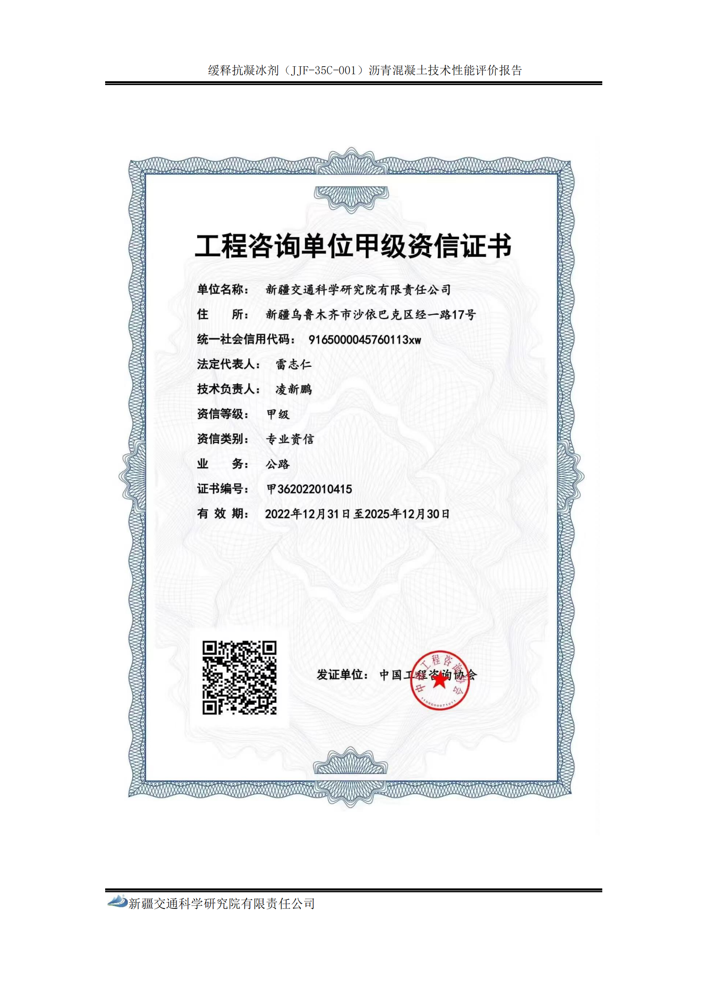 缓释抗凝冰剂（JJF-35C-001）沥青混凝土技术性能评价报告
工程咨询单位甲级资信证书
单位名称： 新疆交通科学研究院有限责任公司
住　　所： 新疆乌鲁木齐市沙依巴克区经一路17号
统一社会信用代码： 9165000045760113xw
法定代表人： 雷志仁
技术负责人： 凌新鹏
资信等级： 甲级
资信类别： 专业资信
业　　务： 公路
证书编号： 甲362022010415
有 效 期： 2022年12月31日至2025年12月30日
发证单位： 中国工程咨询协会
中国工程咨询协会
1100000071011
新疆交通科学研究院有限责任公司